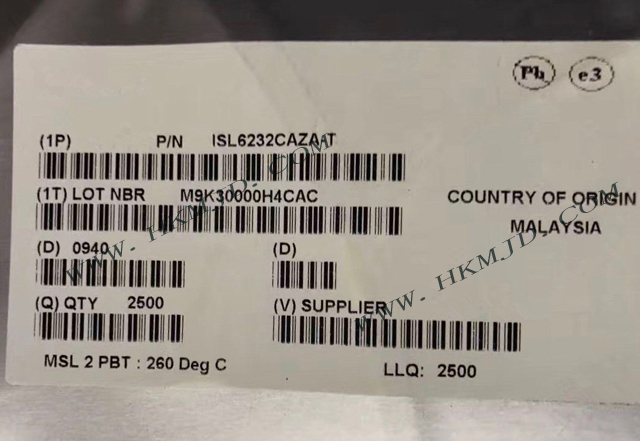 Pb e3
(1P) P/N ISL6232CAZA-T
(1T) LOT NBR M9K30000H4CAC
COUNTRY OF ORIGIN
MALAYSIA
(D) 0940 (D)
(Q) QTY 2500 (V) SUPPLIER
MSL 2 PBT : 260 Deg C LLQ: 2500
WWW.HKMJD.COM
WWW.HKMJD.COM